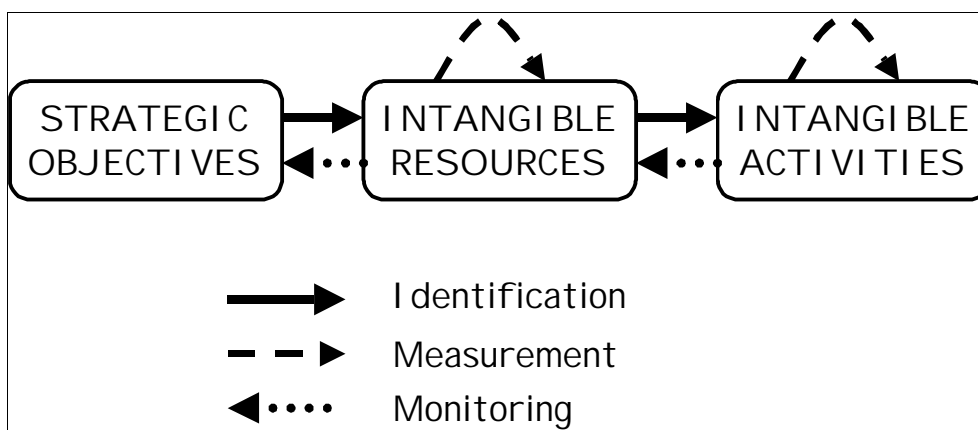 STRATEGIC
OBJECTIVES
INTANGIBLE
RESOURCES
INTANGIBLE
ACTIVITIES
Identification
Measurement
Monitoring